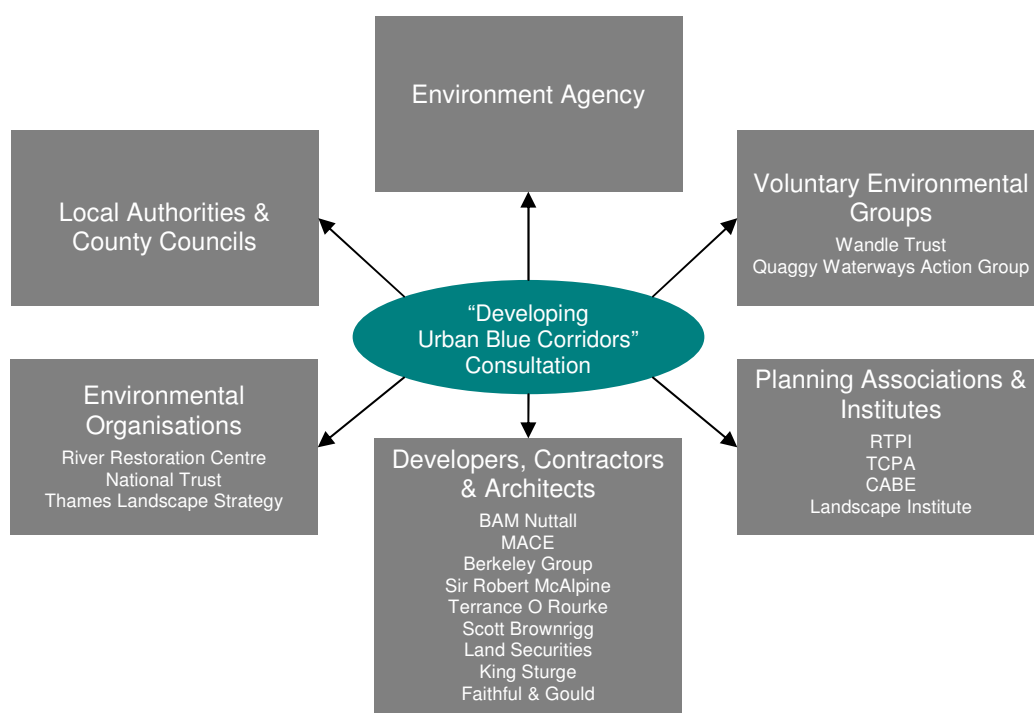 Environment Agency
Local Authorities &
County Councils
Voluntary Environmental
Groups
Wandle Trust
Quaggy Waterways Action Group
“Developing
Urban Blue Corridors”
Consultation
Environmental
Organisations
River Restoration Centre
National Trust
Thames Landscape Strategy
Developers, Contractors
& Architects
BAM Nuttall
MACE
Berkeley Group
Sir Robert McAlpine
Terrance O Rourke
Scott Brownrigg
Land Securities
King Sturge
Faithful & Gould
Planning Associations &
Institutes
RTPI
TCPA
CABE
Landscape Institute